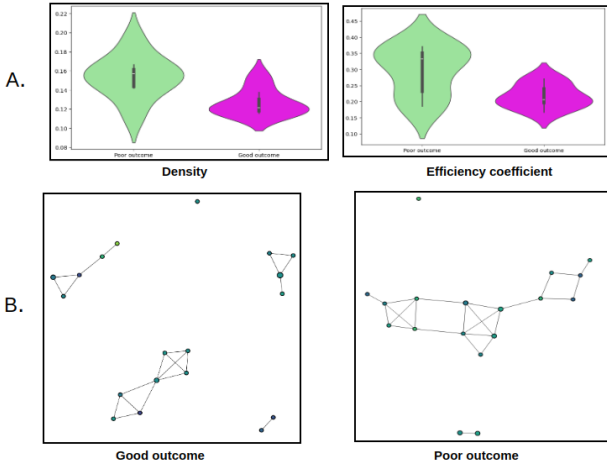 A.
0.22
0.20
0.18
0.16
0.14
0.12
0.10
0.08
Poor outcome Good outcome
Density
0.45
0.40
0.35
0.30
0.25
0.20
0.15
0.10
Poor outcome Good outcome
Efficiency coefficient
B.
Good outcome
Poor outcome